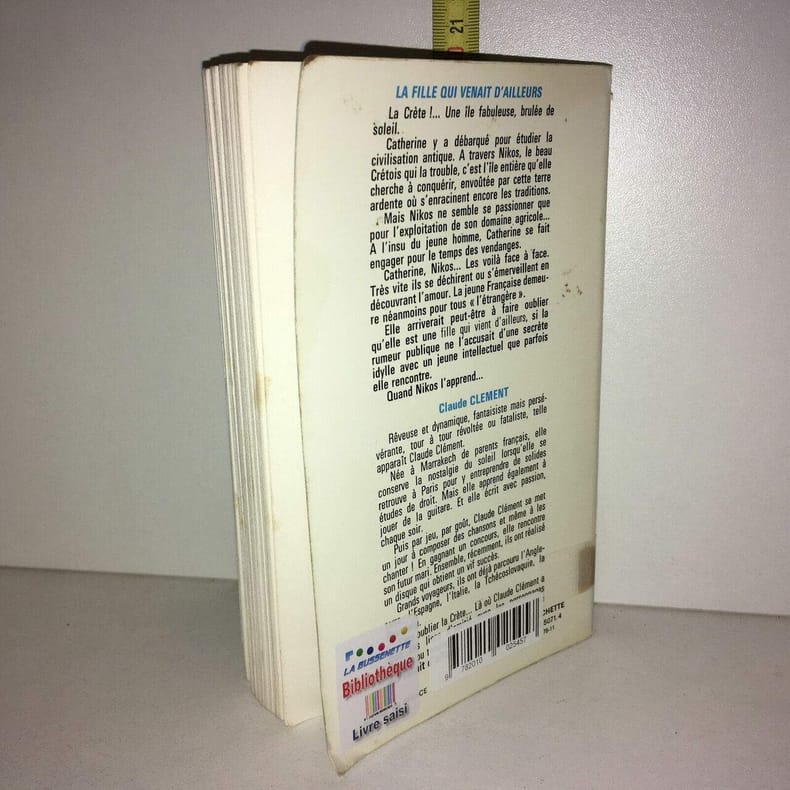 21
LA FILLE QUI VENAIT D'AILLEURS
La Crète !... Une île fabuleuse, brulée de
soleil.
Catherine y a débarqué pour étudier la
civilisation antique. A travers Nikos, le beau
Crétois qui la trouble, c'est l'île entière qu'elle
cherche à conquérir, envoûtée par cette terre
ardente où s'enracinent encore les traditions.
Mais Nikos ne semble se passionner que
pour l'exploitation de son domaine agricole...
A l'insu du jeune homme, Catherine se fait
engager pour le temps des vendanges.
Catherine, Nikos... Les voilà face à face.
Très vite ils se déchirent ou s'émerveillent en
découvrant l'amour. La jeune Française demeu-
re néanmoins pour tous « l'étrangère ».
Elle arriverait peut-être à faire oublier
qu'elle est une fille qui vient d'ailleurs, si la
rumeur publique ne l'accusait d'une secrète
idylle avec un jeune intellectuel que parfois
elle rencontre.
Quand Nikos l'apprend...
Claude CLEMENT
Rêveuse et dynamique, fantaisiste mais persé-
vérante, tour à tour révoltée ou fataliste, telle
apparaît Claude Clément.
Née à Marrakech de parents français, elle
conserve la nostalgie du soleil lorsqu'elle se
retrouve à Paris pour y entreprendre de solides
études de droit. Mais elle apprend également à
jouer de la guitare. Et elle écrit avec passion,
chaque soir.
Puis par jeu, par goût, Claude Clément se met
un jour à composer des chansons et même à les
chanter ! En gagnant un concours, elle rencontre
son futur mari. Ensemble, récemment, ils ont réalisé
un disque qui obtient un vif succès.
Grands voyageurs, ils ont déjà parcouru l'Angle-
l'Espagne, l'Italie, la Tchécoslovaquie, la
oublier la Crète... Là où Claude Clément a
HETTE
5071.4
9 782010 025457
LA BUSSENETTE
Bibliothèque
Livre saisi